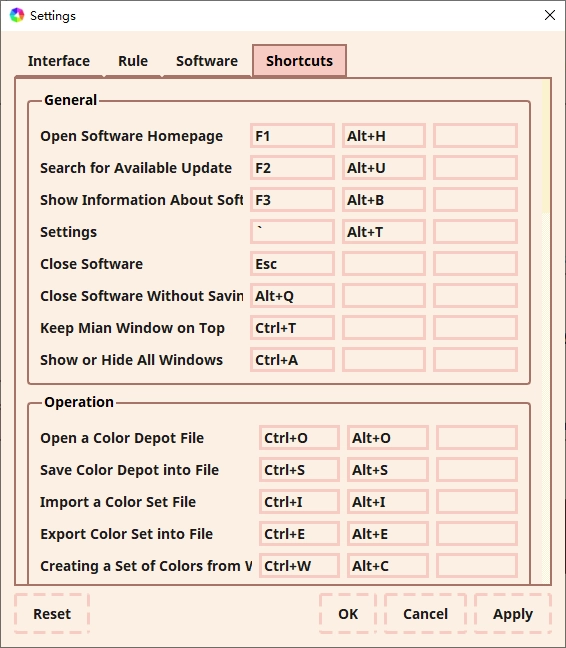 Settings
Interface Rule Software Shortcuts
General
Open Software Homepage F1 Alt+H
Search for Available Update F2 Alt+U
Show Information About Soft F3 Alt+B
Settings ` Alt+T
Close Software Esc
Close Software Without Savin Alt+Q
Keep Mian Window on Top Ctrl+T
Show or Hide All Windows Ctrl+A
Operation
Open a Color Depot File Ctrl+O Alt+O
Save Color Depot into File Ctrl+S Alt+S
Import a Color Set File Ctrl+I Alt+I
Export Color Set into File Ctrl+E Alt+E
Creating a Set of Colors from W Ctrl+W Alt+C
Reset OK Cancel Apply